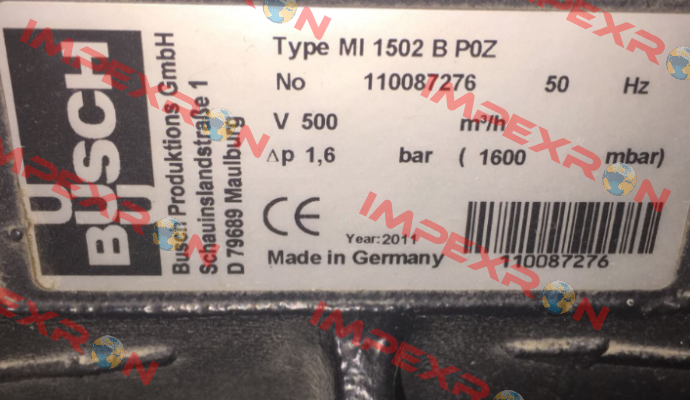 BUSCH
Busch Produktions GmbH
Schauinslandstraße 1
D 79689 Maulburg
Type MI 1502 B P0Z
No 110087276 50 Hz
V 500 m³/h
Δp 1,6 bar ( 1600 mbar)
CE
Year:2011
Made in Germany
110087276
IMPEXRON
IMPEXRON
IMPEXRON
IMPEXRON
IMPEXRON
IMPEXRON